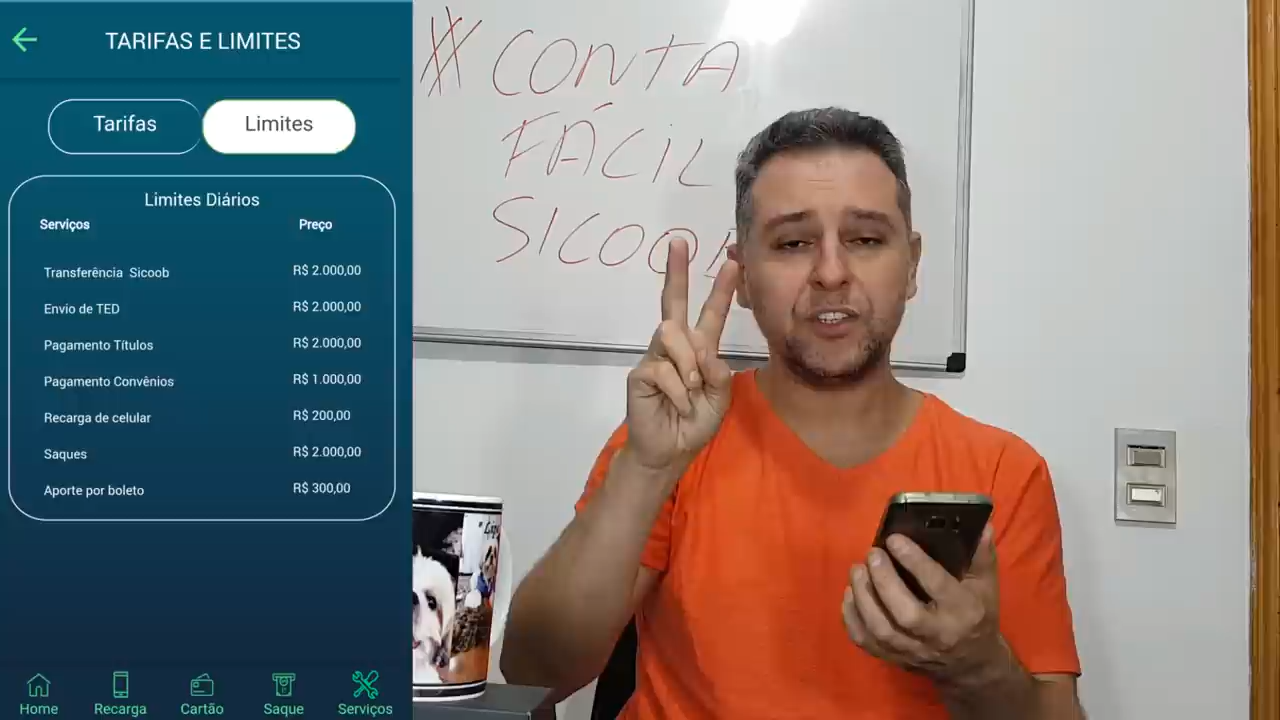 TARIFAS E LIMITES
Tarifas
Limites
Limites Diários
Serviços Preço
Transferência Sicoob R$ 2.000,00
Envio de TED R$ 2.000,00
Pagamento Títulos R$ 2.000,00
Pagamento Convênios R$ 1.000,00
Recarga de celular R$ 200,00
Saques R$ 2.000,00
Aporte por boleto R$ 300,00
Home Recarga Cartão Saque Serviços
CONTA
FÁCIL
SICOOB